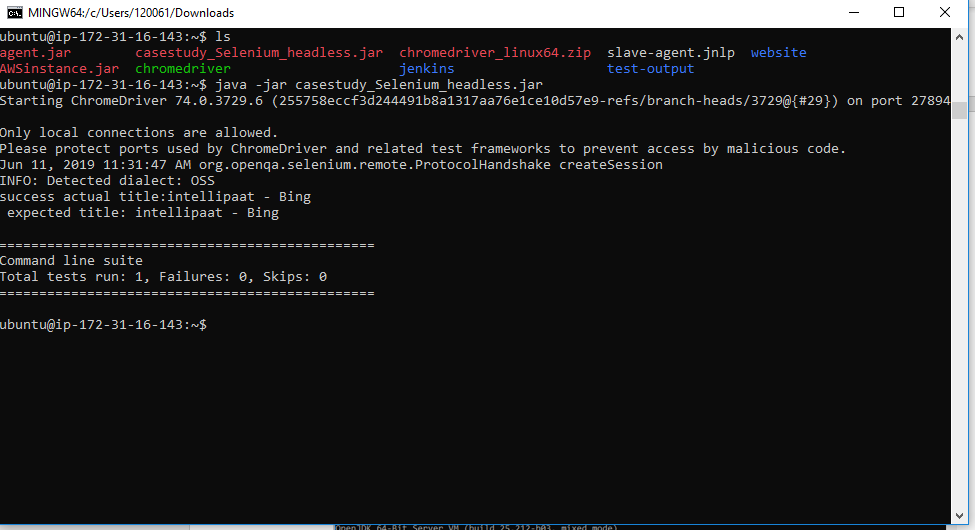 MINGW64:/c/Users/120061/Downloads
ubuntu@ip-172-31-16-143:~$ ls
agent.jar casestudy_Selenium_headless.jar chromedriver_linux64.zip slave-agent.jnlp website
AWSinstance.jar chromedriver jenkins test-output
ubuntu@ip-172-31-16-143:~$ java -jar casestudy_Selenium_headless.jar
Starting ChromeDriver 74.0.3729.6 (255758eccf3d244491b8a1317aa76e1ce10d57e9-refs/branch-heads/3729@{#29}) on port 27894
Only local connections are allowed.
Please protect ports used by ChromeDriver and related test frameworks to prevent access by malicious code.
Jun 11, 2019 11:31:47 AM org.openqa.selenium.remote.ProtocolHandshake createSession
INFO: Detected dialect: OSS
success actual title:intellipaat - Bing
expected title: intellipaat - Bing
===============================================
Command line suite
Total tests run: 1, Failures: 0, Skips: 0
===============================================
ubuntu@ip-172-31-16-143:~$
OpenJDK 64-Bit Server VM (build 25.212-b03, mixed mode)